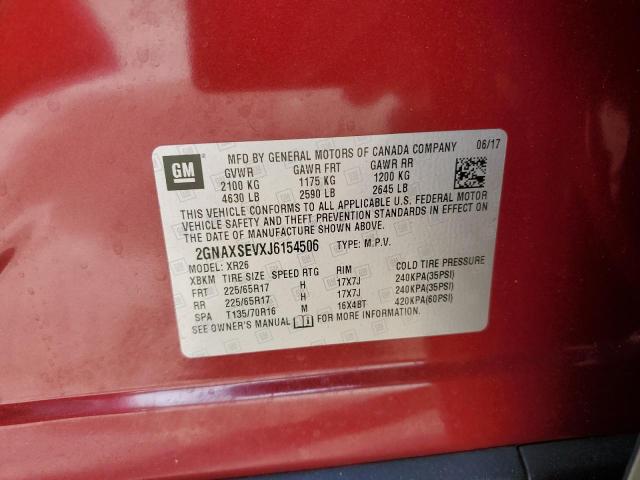 GM
MFD BY GENERAL MOTORS OF CANADA COMPANY 06/17
GVWR GAWR FRT GAWR RR
2100 KG 1175 KG 1200 KG
4630 LB 2590 LB 2645 LB
THIS VEHICLE CONFORMS TO ALL APPLICABLE U.S. FEDERAL MOTOR
VEHICLE SAFETY AND THEFT PREVENTION STANDARDS IN EFFECT ON
THE DATE OF MANUFACTURE SHOWN ABOVE.
2GNAXSEVXJ6154506 TYPE: M.P.V.
MODEL: XR26
XBKM TIRE SIZE SPEED RTG RIM COLD TIRE PRESSURE
FRT 225/65R17 H 17X7J 240KPA(35PSI)
RR 225/65R17 H 17X7J 240KPA(35PSI)
SPA T135/70R16 M 16X4BT 420KPA(60PSI)
SEE OWNER'S MANUAL FOR MORE INFORMATION.